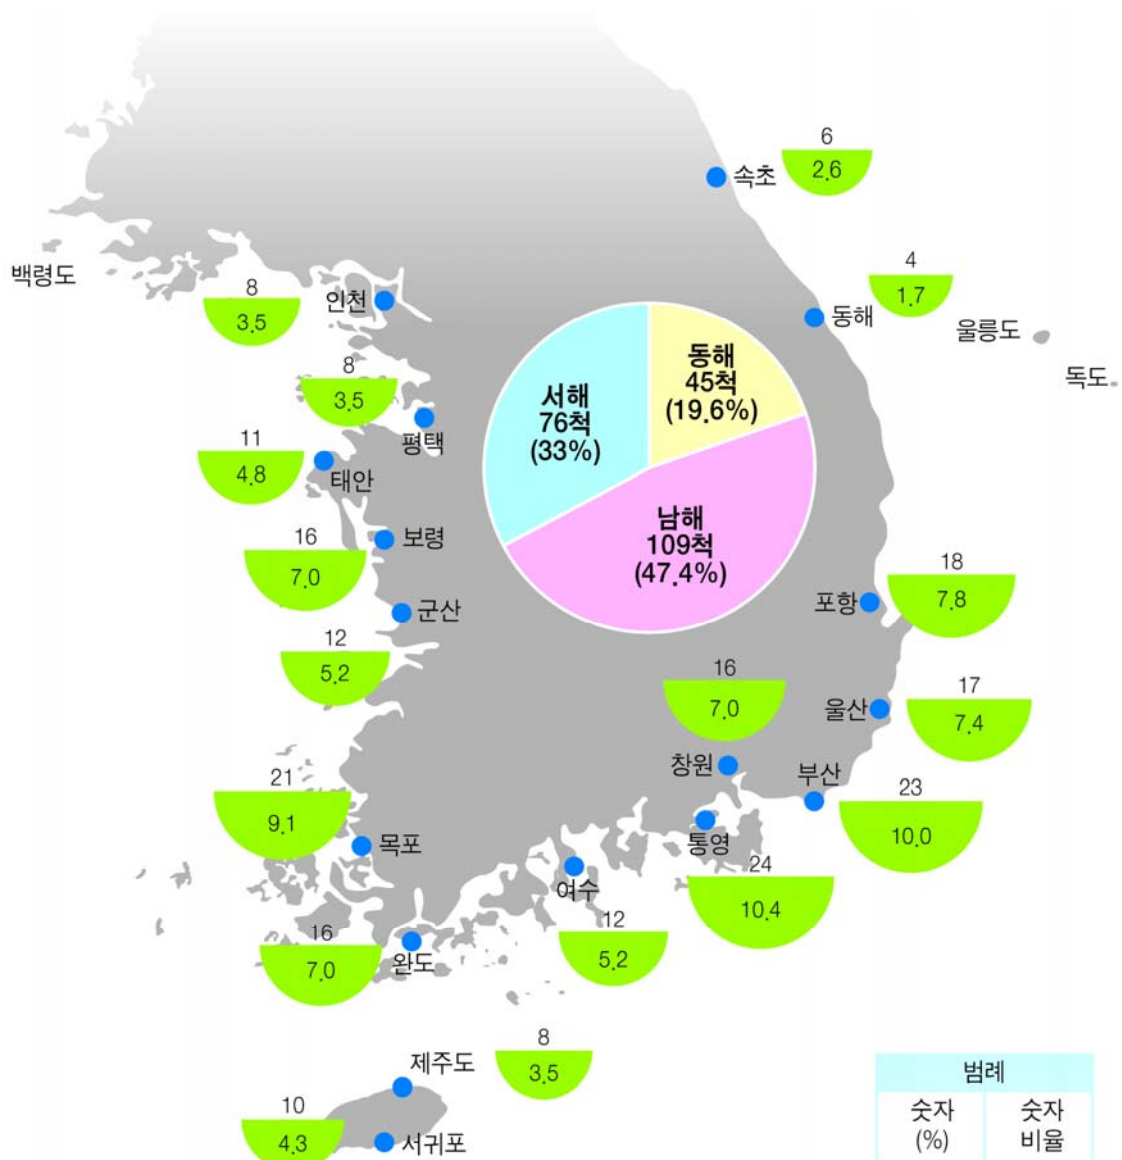 6
2.6
속초
백령도
4
1.7
동해
울릉도
독도
8
3.5
인천
8
3.5
평택
서해
76척
(33%)
동해
45척
(19.6%)
남해
109척
(47.4%)
11
4.8
태안
16
7.0
보령
군산
12
5.2
18
7.8
포항
16
7.0
창원
17
7.4
울산
부산
23
10.0
21
9.1
목포
통영
24
10.4
여수
12
5.2
16
7.0
완도
제주도
8
3.5
10
4.3
서귀포
범례
숫자
(%)
숫자
비율